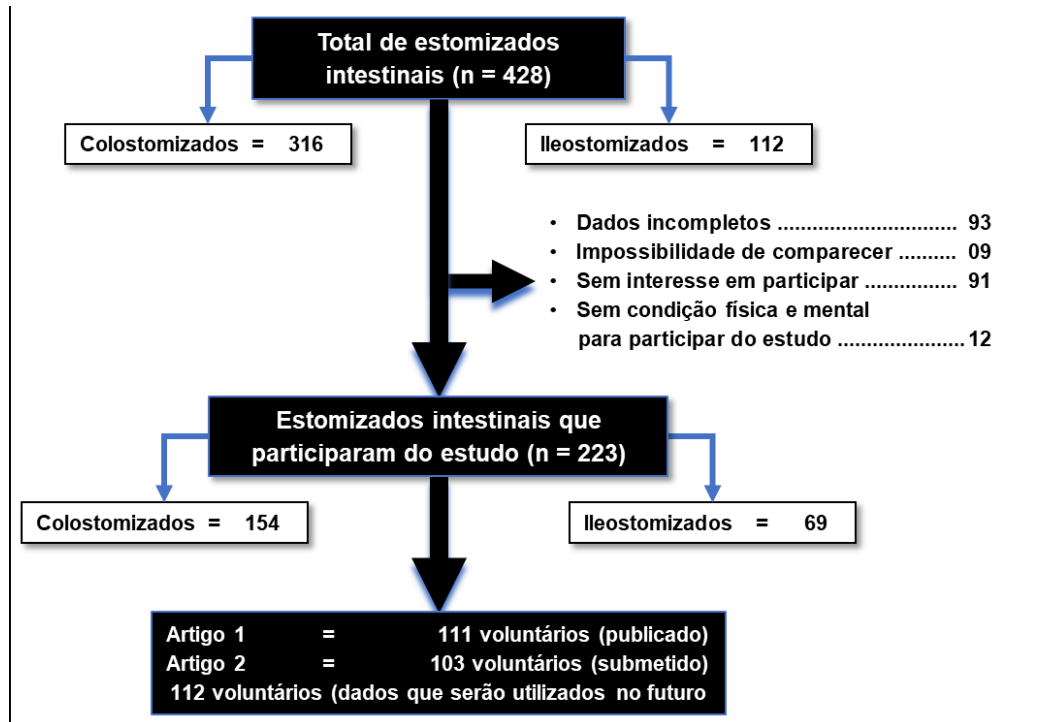 Total de estomizados
intestinais (n = 428)
Colostomizados = 316
Ileostomizados = 112
• Dados incompletos ............................... 93
• Impossibilidade de comparecer .......... 09
• Sem interesse em participar ................ 91
• Sem condição física e mental
para participar do estudo ...................... 12
Estomizados intestinais que
participaram do estudo (n = 223)
Colostomizados = 154
Ileostomizados = 69
Artigo 1 = 111 voluntários (publicado)
Artigo 2 = 103 voluntários (submetido)
112 voluntários (dados que serão utilizados no futuro